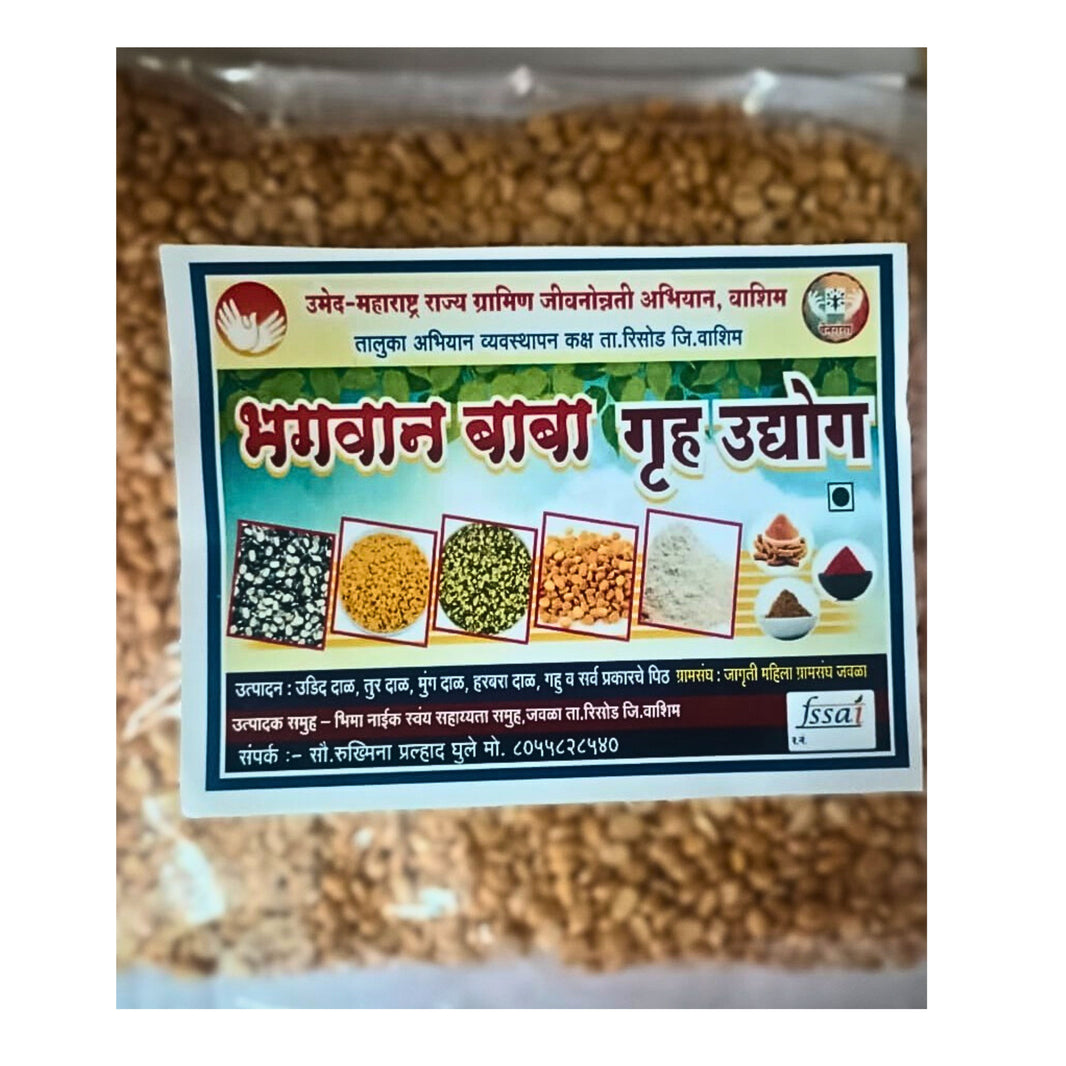 उमेद-महाराष्ट्र राज्य ग्रामिण जीवनोन्नती अभियान, वाशिम
तालुका अभियान व्यवस्थापन कक्ष ता.रिसोड जि.वाशिम
भगवान बाबा गृह उद्योग
उत्पादन : उडिद दाळ, तुर दाळ, मुंग दाळ, हरबरा दाळ, गहु व सर्व प्रकारचे पिठ ग्रामसंघ : जागृती महिला ग्रामसंघ जवळा
उत्पादक समुह – भिमा नाईक स्वंय सहाय्यता समुह,जवळा ता.रिसोड जि.वाशिम
fssai
र.नं.
संपर्क :– सौ.रुख्मिना प्रल्हाद घुले मो. ८०५५८२८५४०